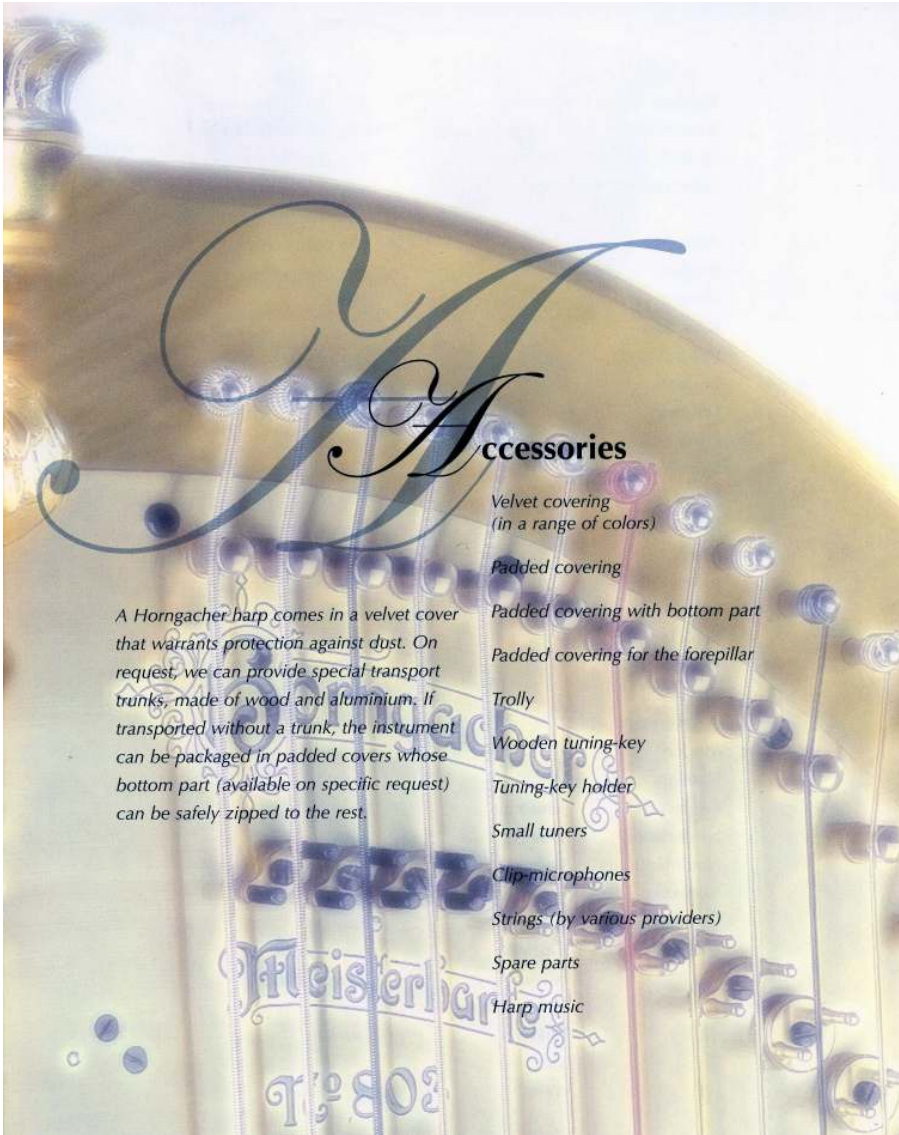 Accessories
Velvet covering
(in a range of colors)
Padded covering
Padded covering with bottom part
Padded covering for the forepillar
Trolly
Wooden tuning-key
Tuning-key holder
Small tuners
Clip-microphones
Strings (by various providers)
Spare parts
Harp music
A Horngacher harp comes in a velvet cover
that warrants protection against dust. On
request, we can provide special transport
trunks, made of wood and aluminium. If
transported without a trunk, the instrument
can be packaged in padded covers whose
bottom part (available on specific request)
can be safely zipped to the rest.
Horngacher
Meisterharfe